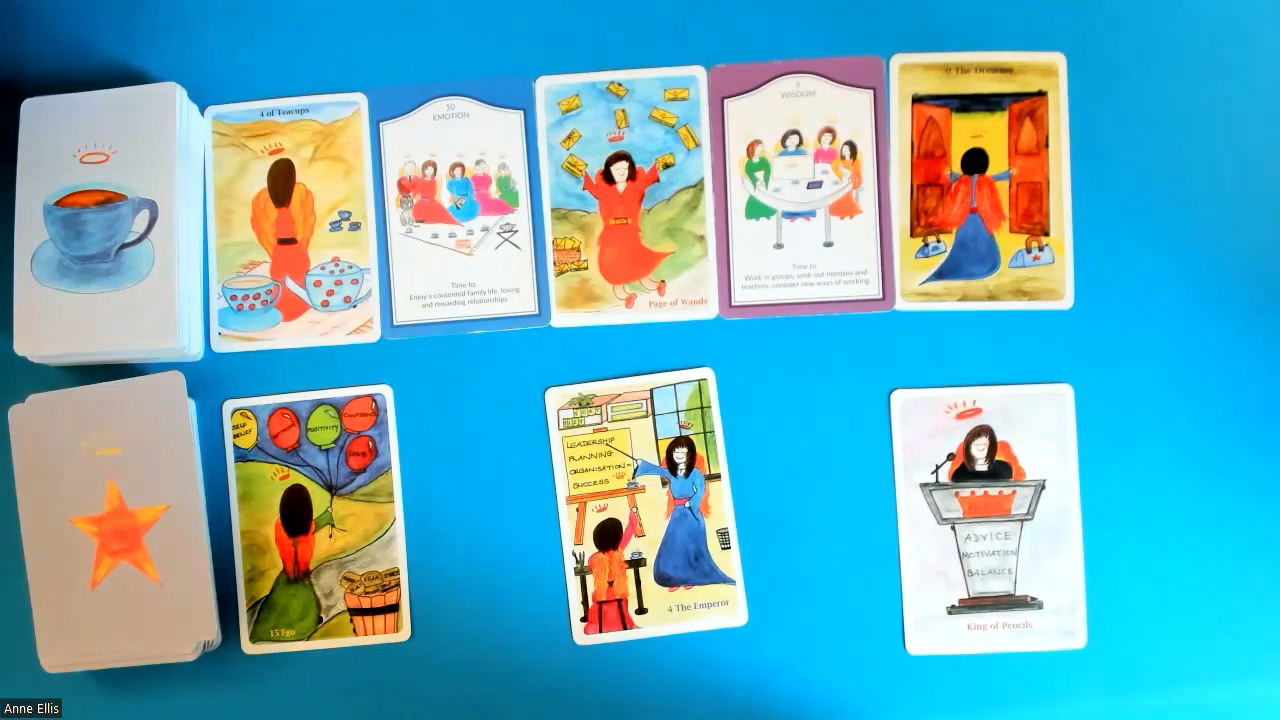 4 of Teacups
10
EMOTION
Time to:
Enjoy a contented family life, loving
and rewarding relationships
Page of Wands
WISDOM
Time to:
Work in groups, seek out mentors and
teachers, consider new ways of working.
The Dreamer
SELF
BELIEF
POSITIVITY
CONFIDENCE
LOVE
FEAR
15 Ego
LEADERSHIP
PLANNING
ORGANISATION=
SUCCESS
4 The Emperor
ADVICE
MOTIVATION
BALANCE
King of Pencils
Anne Ellis